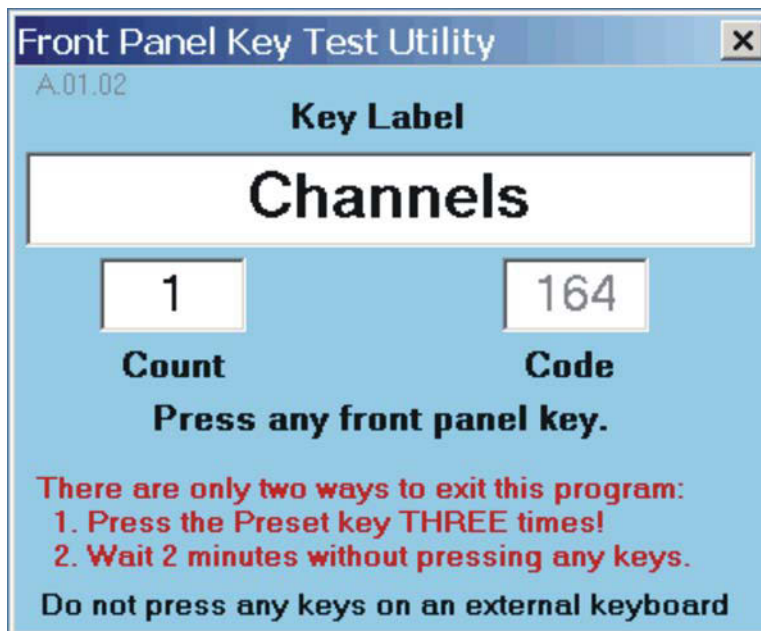 Front Panel Key Test Utility
A.01.02
Key Label
Channels
1 164
Count Code
Press any front panel key.
There are only two ways to exit this program:
1. Press the Preset key THREE times!
2. Wait 2 minutes without pressing any keys.
Do not press any keys on an external keyboard